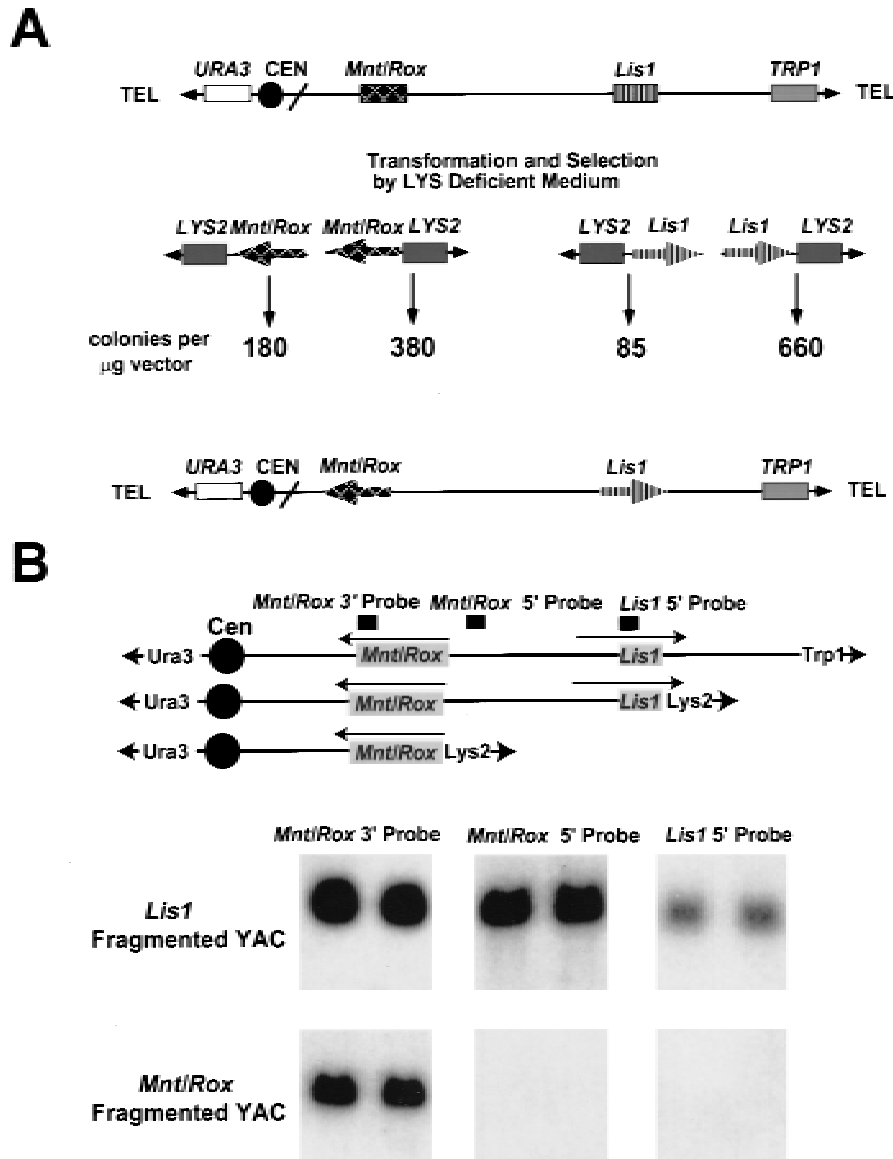 A
URA3 CEN Mnt/Rox Lis1 TRP1
TEL TEL
Transformation and Selection
by LYS Deficient Medium
LYS2 Mnt/Rox Mnt/Rox LYS2 LYS2 Lis1 Lis1 LYS2
colonies per
µg vector
180 380 85 660
URA3 CEN Mnt/Rox Lis1 TRP1
TEL TEL
B
Mnt/Rox 3' Probe Mnt/Rox 5' Probe Lis1 5' Probe
Cen
Ura3 Mnt/Rox Lis1 Trp1
Ura3 Mnt/Rox Lis1 Lys2
Ura3 Mnt/Rox Lys2
Mnt/Rox 3' Probe Mnt/Rox 5' Probe Lis1 5' Probe
Lis1
Fragmented YAC
Mnt/Rox
Fragmented YAC